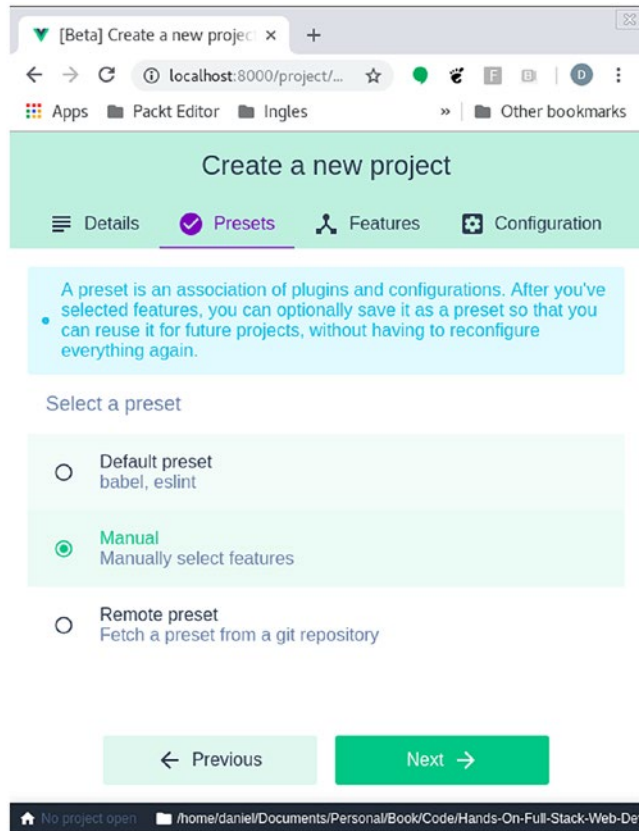 [Beta] Create a new projec
localhost:8000/project/...
D
Apps
Packt Editor
Ingles
»
Other bookmarks
Create a new project
Details
Presets
Features
Configuration
A preset is an association of plugins and configurations. After you've
selected features, you can optionally save it as a preset so that you
can reuse it for future projects, without having to reconfigure
everything again.
Select a preset
Default preset
babel, eslint
Manual
Manually select features
Remote preset
Fetch a preset from a git repository
Previous
Next
No project open
/home/daniel/Documents/Personal/Book/Code/Hands-On-Full-Stack-Web-De